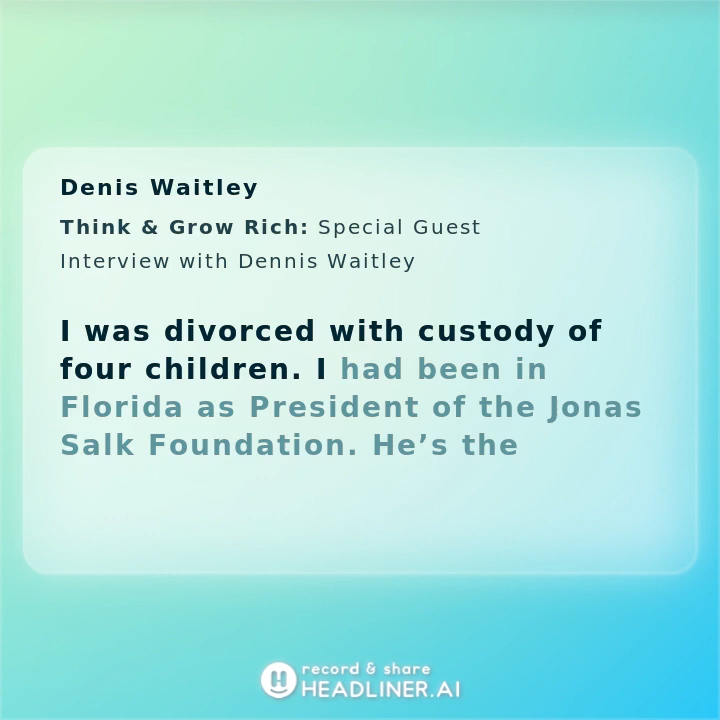 Denis Waitley
Think & Grow Rich: Special Guest
Interview with Dennis Waitley
I was divorced with custody of
four children. I had been in
Florida as President of the Jonas
Salk Foundation. He’s the
record & share
HEADLINER.AI